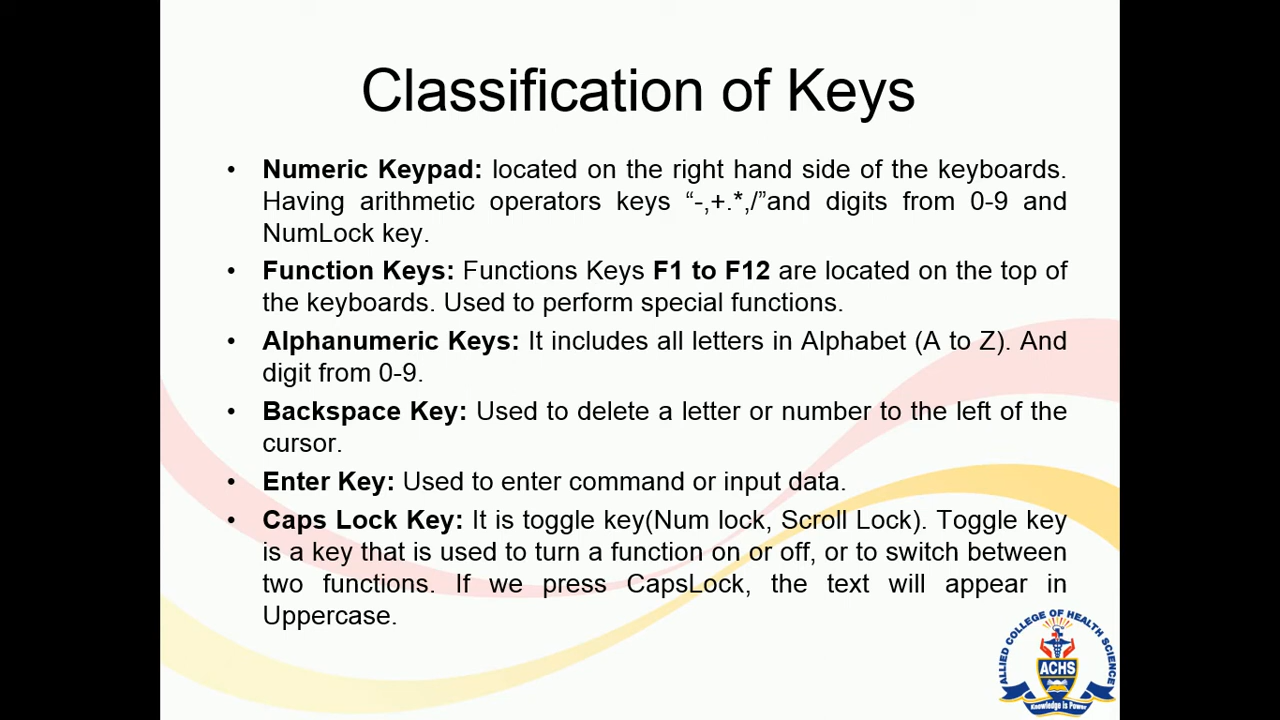 Classification of Keys
• Numeric Keypad: located on the right hand side of the keyboards.
Having arithmetic operators keys “-,+.*,/”and digits from 0-9 and
NumLock key.
• Function Keys: Functions Keys F1 to F12 are located on the top of
the keyboards. Used to perform special functions.
• Alphanumeric Keys: It includes all letters in Alphabet (A to Z). And
digit from 0-9.
• Backspace Key: Used to delete a letter or number to the left of the
cursor.
• Enter Key: Used to enter command or input data.
• Caps Lock Key: It is toggle key(Num lock, Scroll Lock). Toggle key
is a key that is used to turn a function on or off, or to switch between
two functions. If we press CapsLock, the text will appear in
Uppercase.
ALLIED COLLEGE OF HEALTH SCIENCE
ACHS
Knowledge is Power